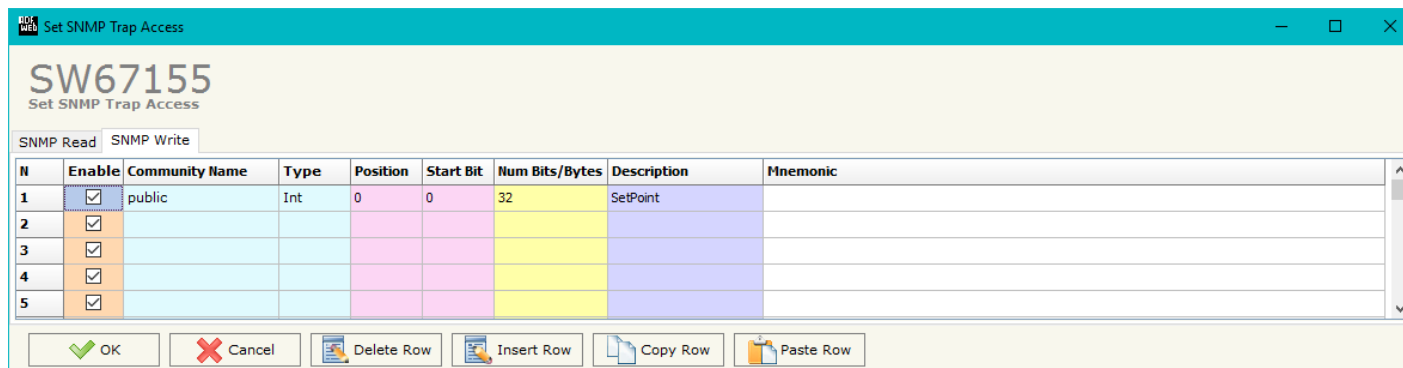 ADF WEB Set SNMP Trap Access
SW67155
Set SNMP Trap Access
SNMP Read SNMP Write
N Enable Community Name Type Position Start Bit Num Bits/Bytes Description Mnemonic
1 public Int 0 0 32 SetPoint
2
3
4
5
OK Cancel Delete Row Insert Row Copy Row Paste Row